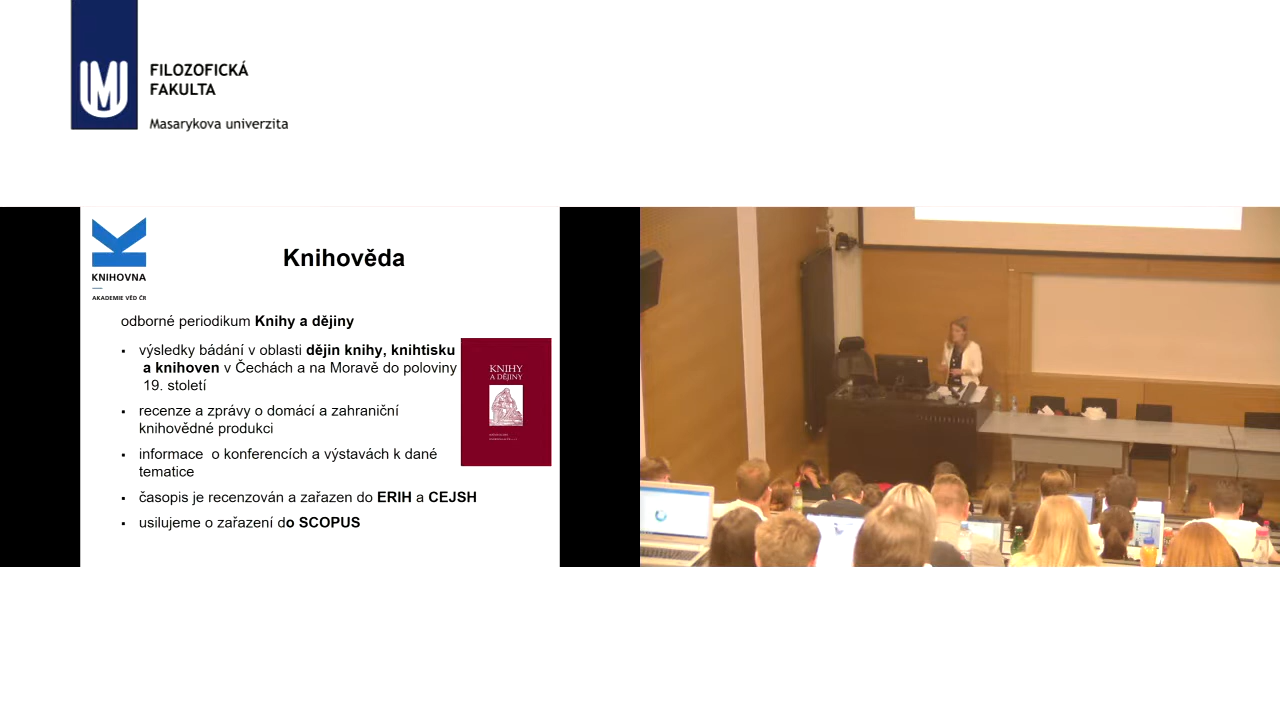 FILOZOFICKÁ
FAKULTA
Masarykova univerzita
KNIHOVNA
AKADEMIE VĚD ČR
Knihověda
odborné periodikum Knihy a dějiny
▪ výsledky bádání v oblasti dějin knihy, knihtisku
a knihoven v Čechách a na Moravě do poloviny
19. století
▪ recenze a zprávy o domácí a zahraniční
knihovědné produkci
▪ informace o konferencích a výstavách k dané
tematice
▪ časopis je recenzován a zařazen do ERIH a CEJSH
▪ usilujeme o zařazení do SCOPUS
KNIHY
A DĚJINY